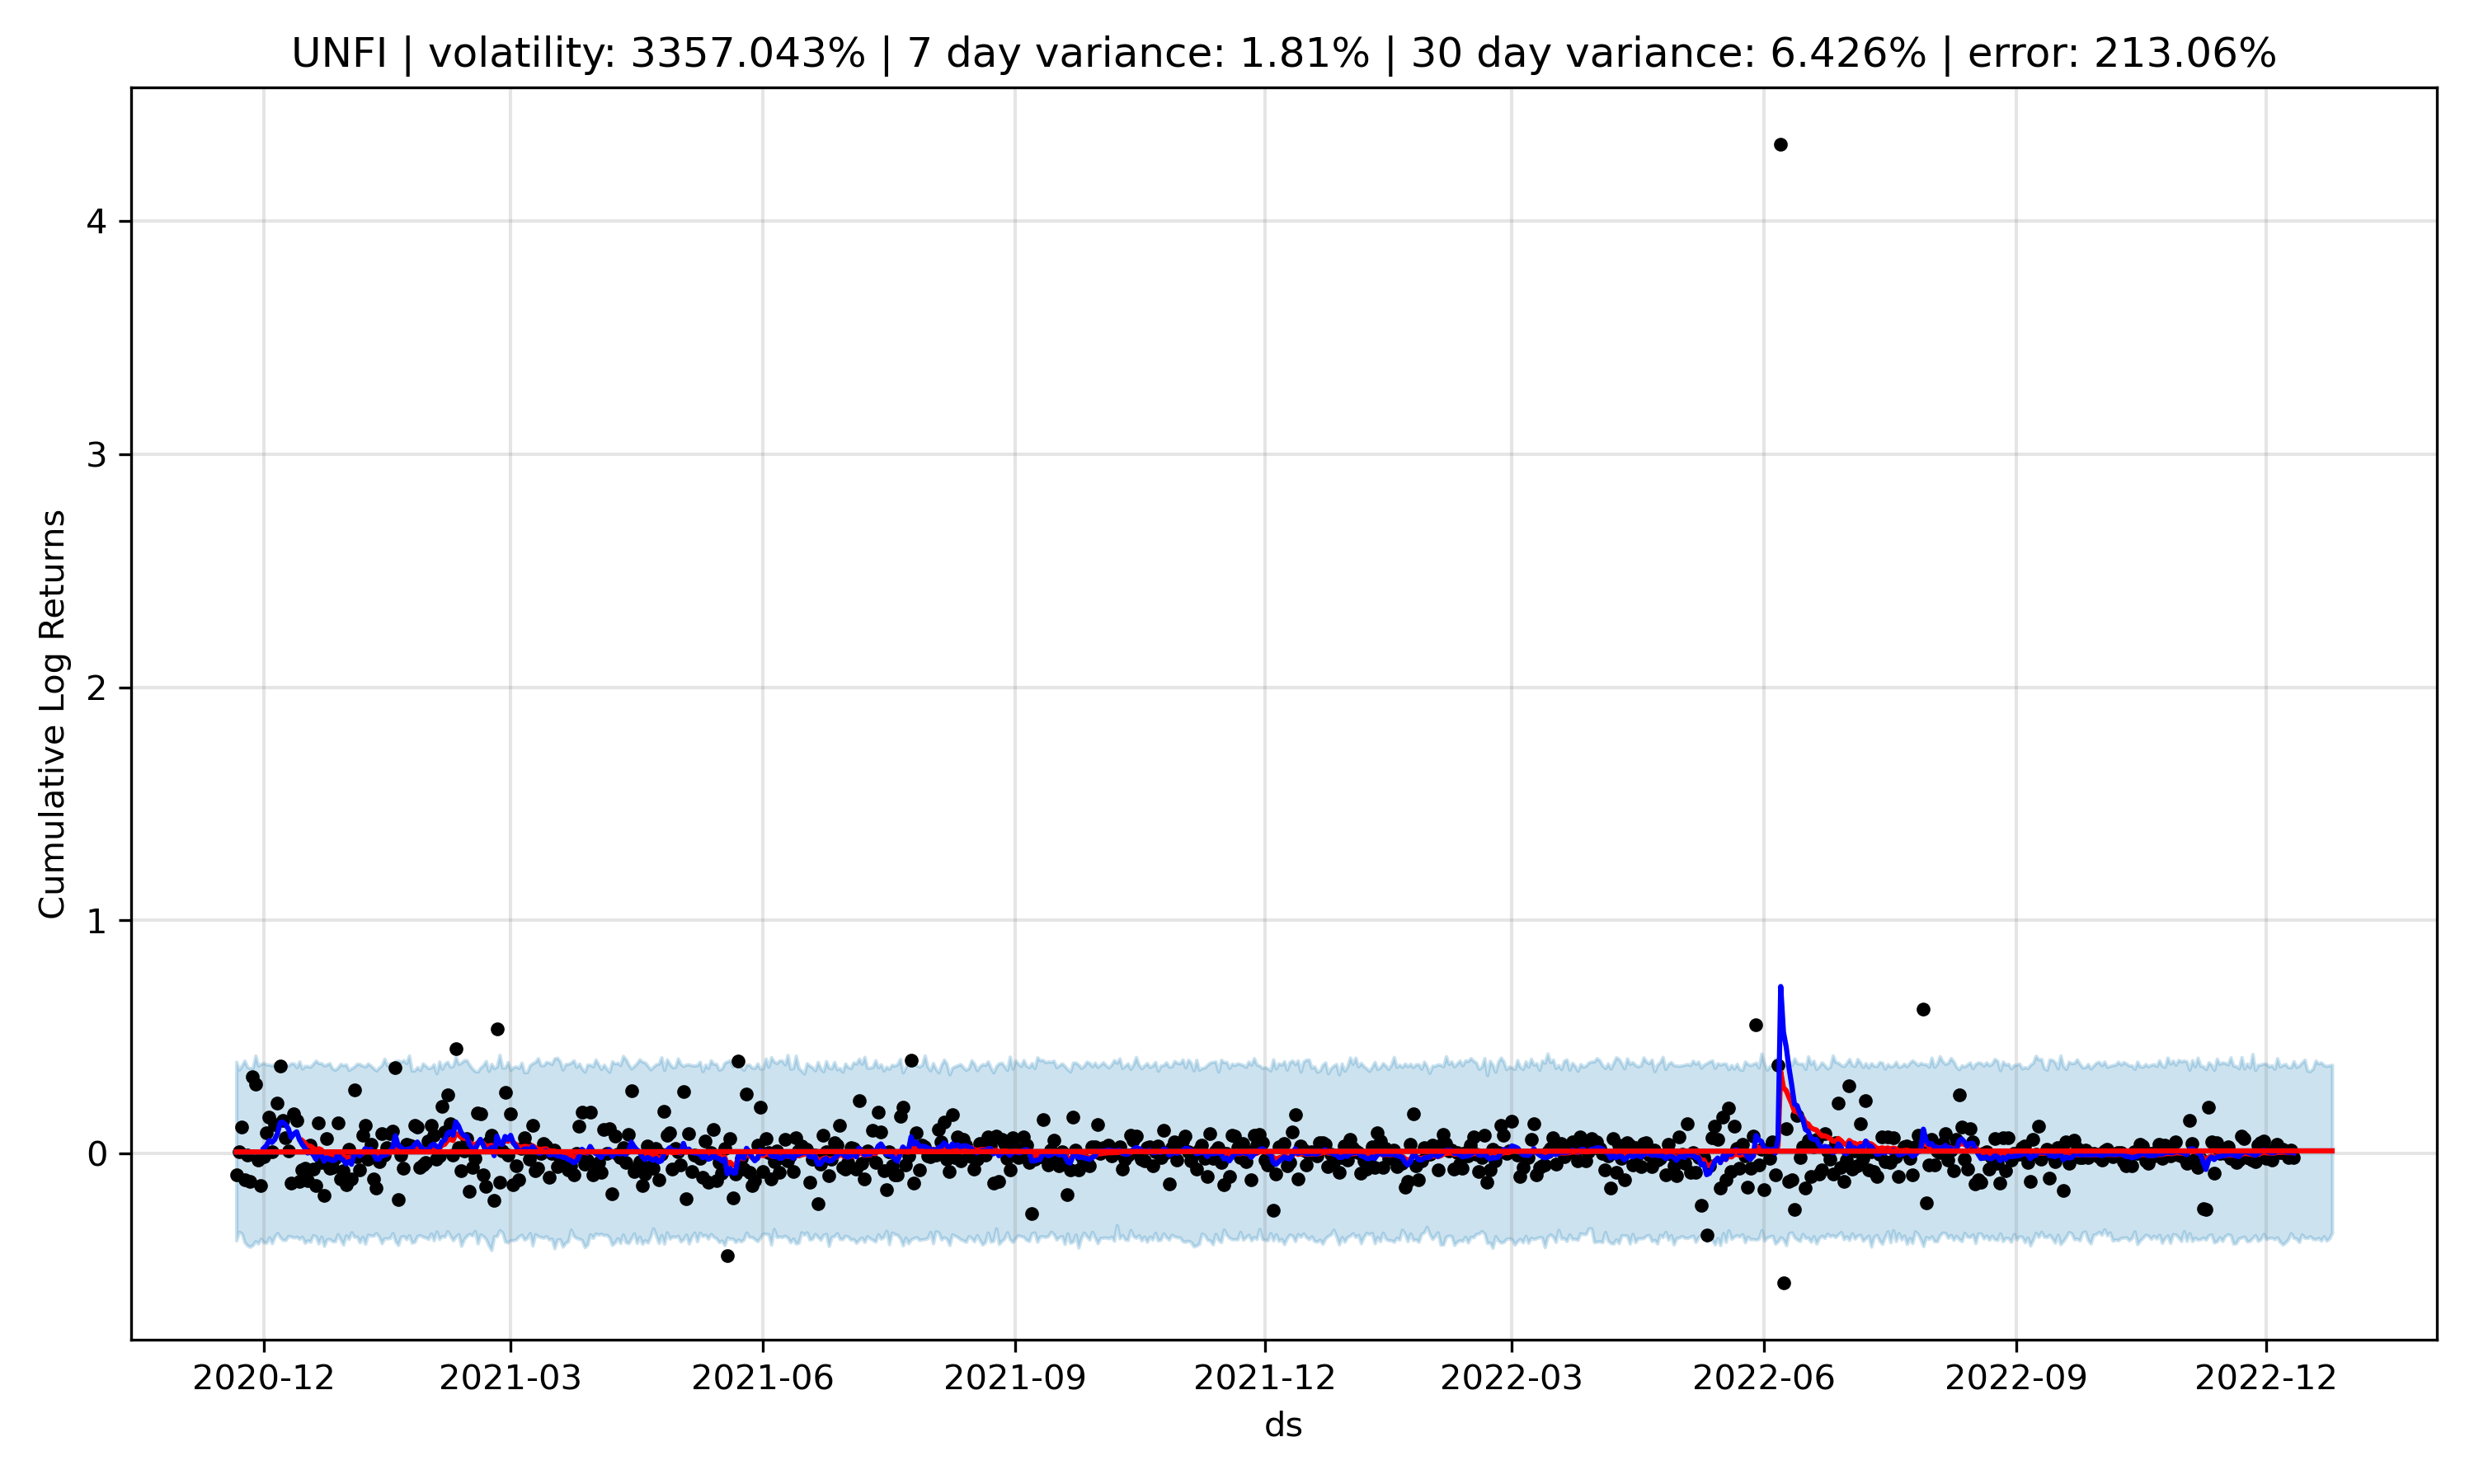 UNFI | volatility: 3357.043% | 7 day variance: 1.81% | 30 day variance: 6.426% | error: 213.06%
Cumulative Log Returns
4
3
2
1
0
2020-12 2021-03 2021-06 2021-09 2021-12 2022-03 2022-06 2022-09 2022-12
ds